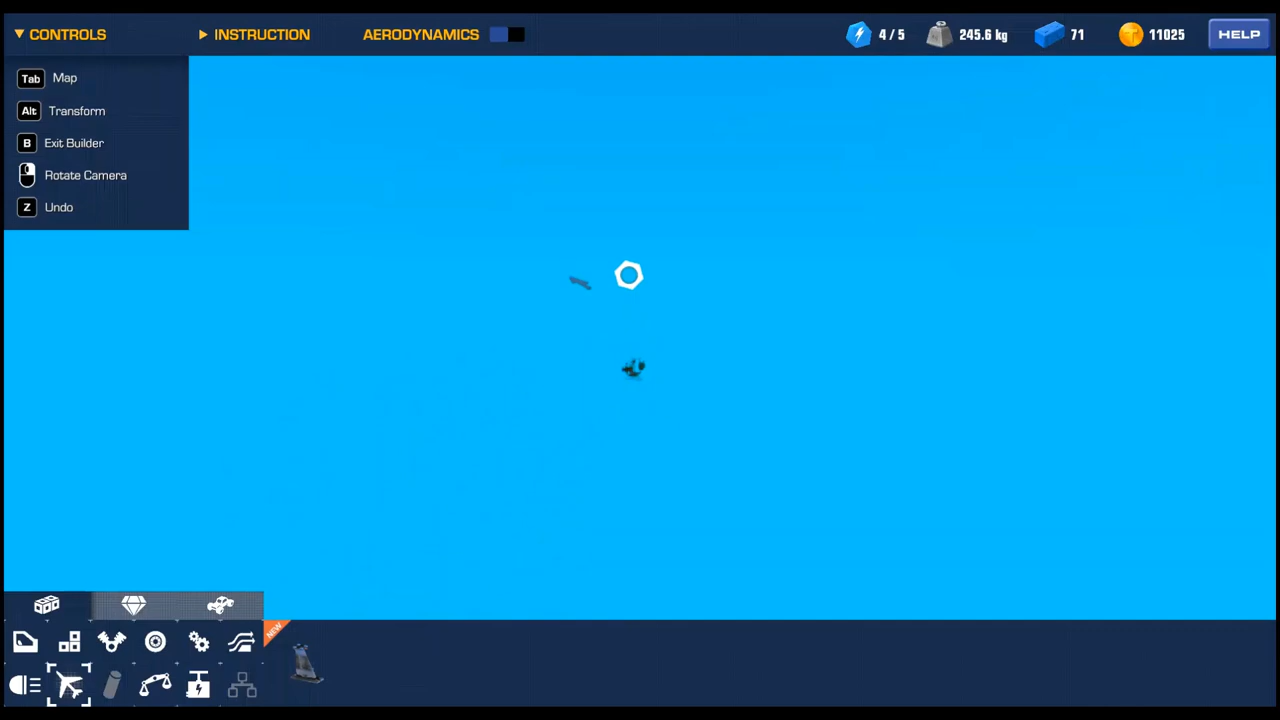 CONTROLS
INSTRUCTION
AERODYNAMICS
4 / 5
245.6 kg
71
11025
HELP
Tab Map
Alt Transform
B Exit Builder
Rotate Camera
Z Undo
NEW